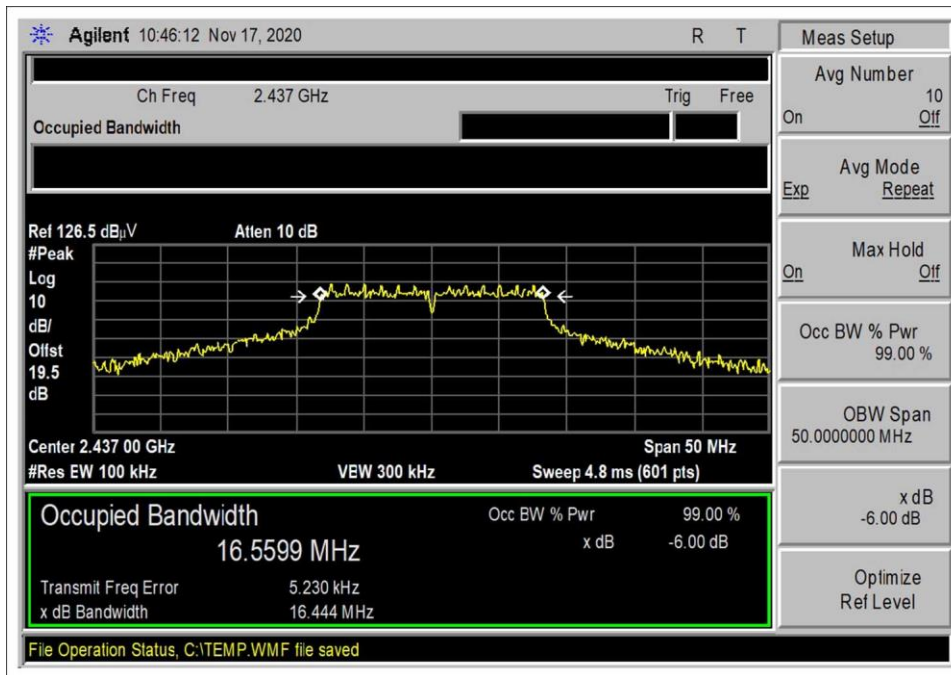 Agilent 10:46:12 Nov 17, 2020 R T
Ch Freq 2.437 GHz Trig Free
Occupied Bandwidth
Ref 126.5 dBµV Atten 10 dB
#Peak
Log
10
dB/
Offst
19.5
dB
Center 2.437 00 GHz Span 50 MHz
#Res EW 100 kHz VBW 300 kHz Sweep 4.8 ms (601 pts)
Occupied Bandwidth Occ BW % Pwr 99.00 %
16.5599 MHz x dB -6.00 dB
Transmit Freq Error 5.230 kHz
x dB Bandwidth 16.444 MHz
File Operation Status, C:\TEMP.WMF file saved
Meas Setup
Avg Number
10
On Off
Avg Mode
Exp Repeat
Max Hold
On Off
Occ BW % Pwr
99.00 %
OBW Span
50.0000000 MHz
x dB
-6.00 dB
Optimize
Ref Level